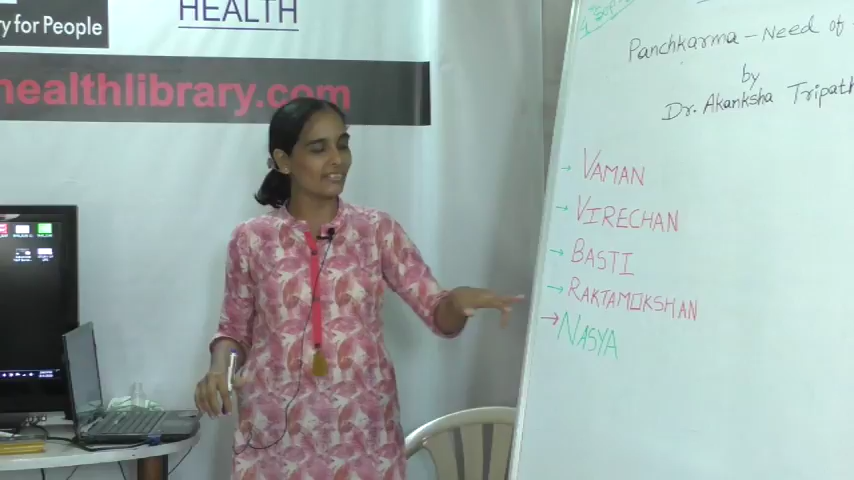 ry for People
HEALTH
healthlibrary.com
Panchkarma - Need of
by
Dr. Akanksha Tripath
→ VAMAN
→ VIRECHAN
→ BASTI
→ RAKTAMOKSHAN
→ NASYA